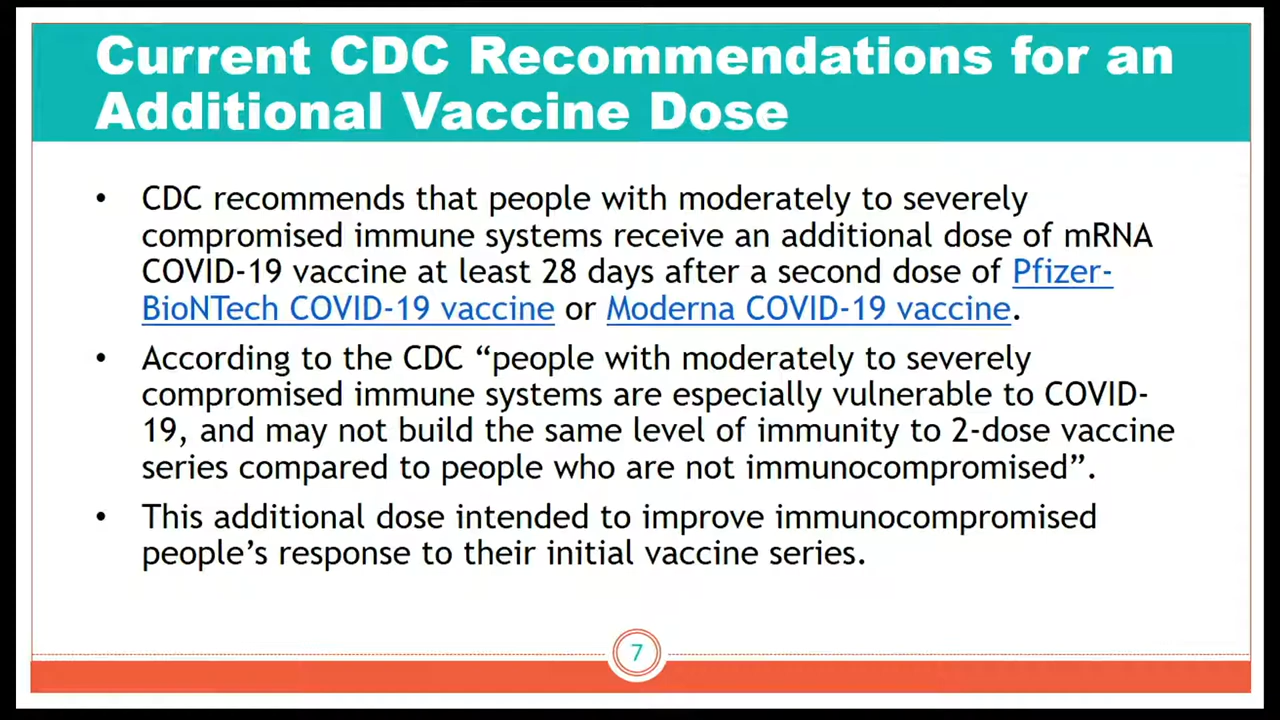 Current CDC Recommendations for an
Additional Vaccine Dose
• CDC recommends that people with moderately to severely
compromised immune systems receive an additional dose of mRNA
COVID-19 vaccine at least 28 days after a second dose of Pfizer-
BioNTech COVID-19 vaccine or Moderna COVID-19 vaccine.
• According to the CDC “people with moderately to severely
compromised immune systems are especially vulnerable to COVID-
19, and may not build the same level of immunity to 2-dose vaccine
series compared to people who are not immunocompromised”.
• This additional dose intended to improve immunocompromised
people’s response to their initial vaccine series.
7